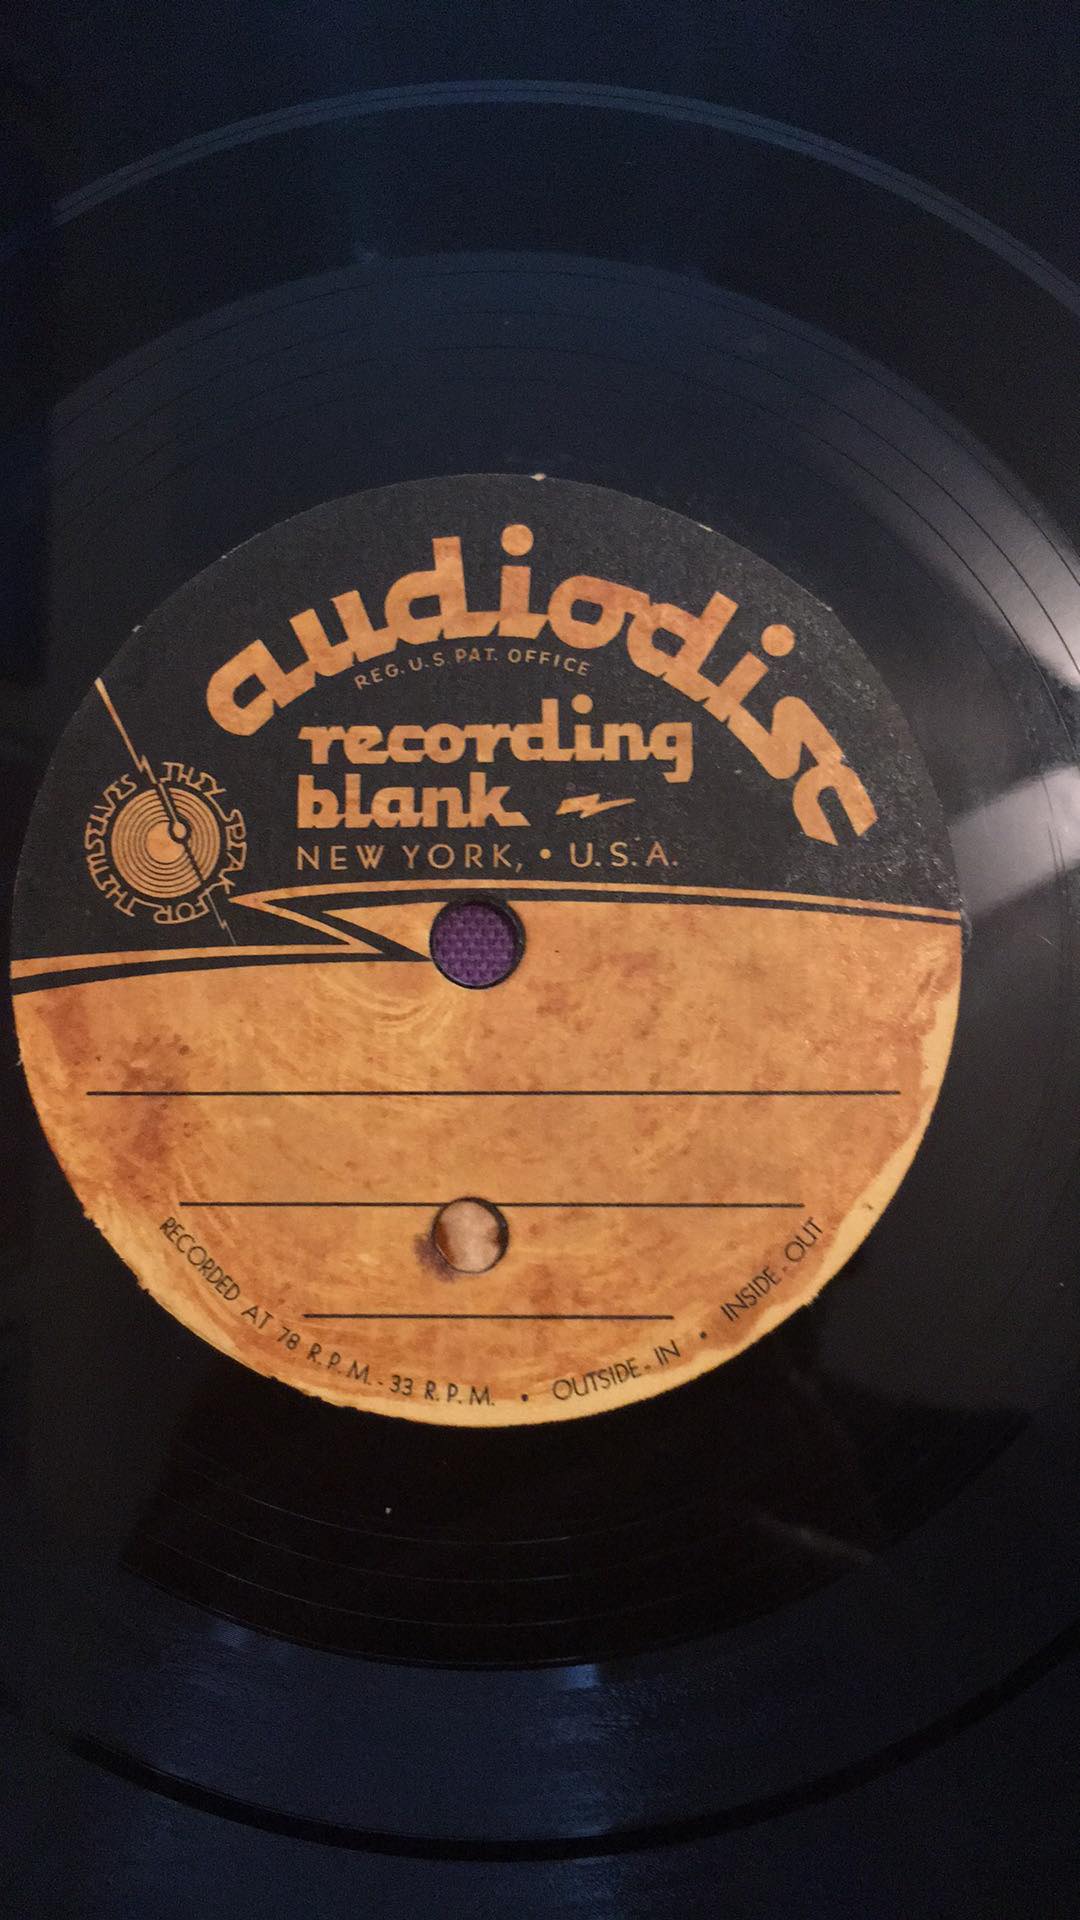 audiodisc
REG. U.S. PAT. OFFICE
recording
blank
NEW YORK, • U.S.A.
THEY SPEAK FOR THEMSELVES
RECORDED AT 78 R.P.M. - 33 R.P.M. • OUTSIDE - IN • INSIDE - OUT